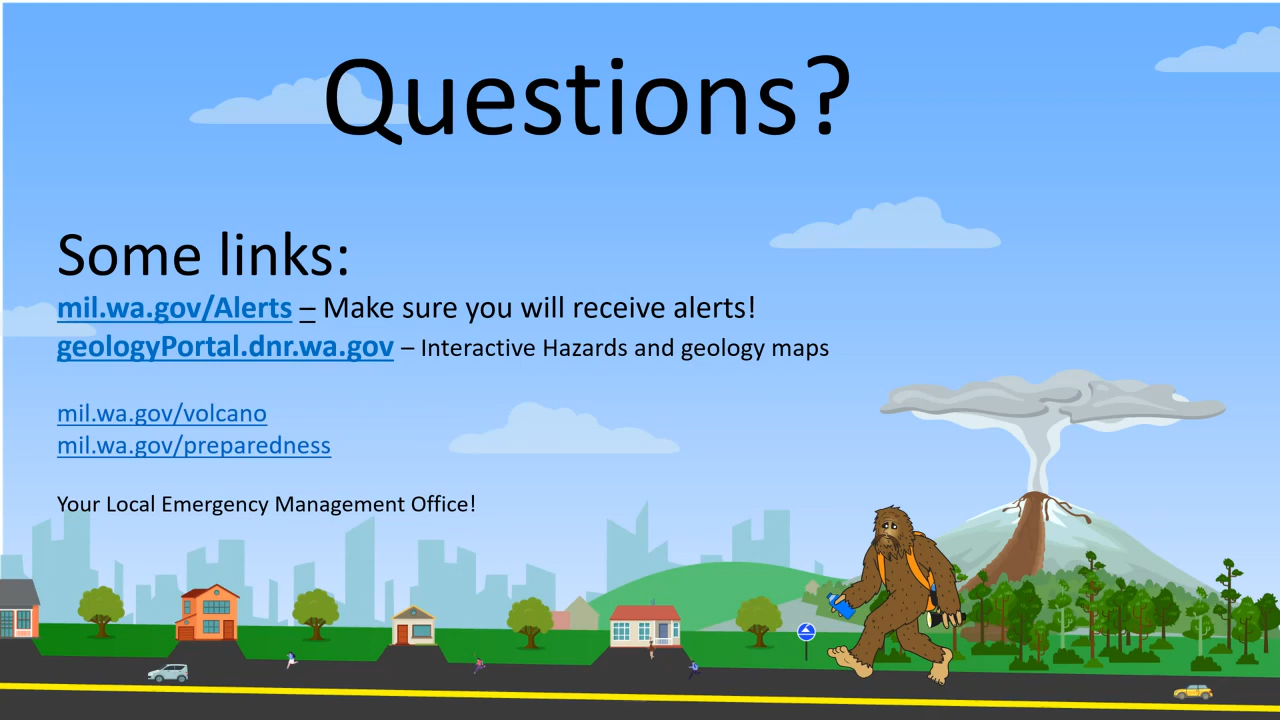 Questions?
Some links:
mil.wa.gov/Alerts – Make sure you will receive alerts!
geologyPortal.dnr.wa.gov – Interactive Hazards and geology maps
mil.wa.gov/volcano
mil.wa.gov/preparedness
Your Local Emergency Management Office!